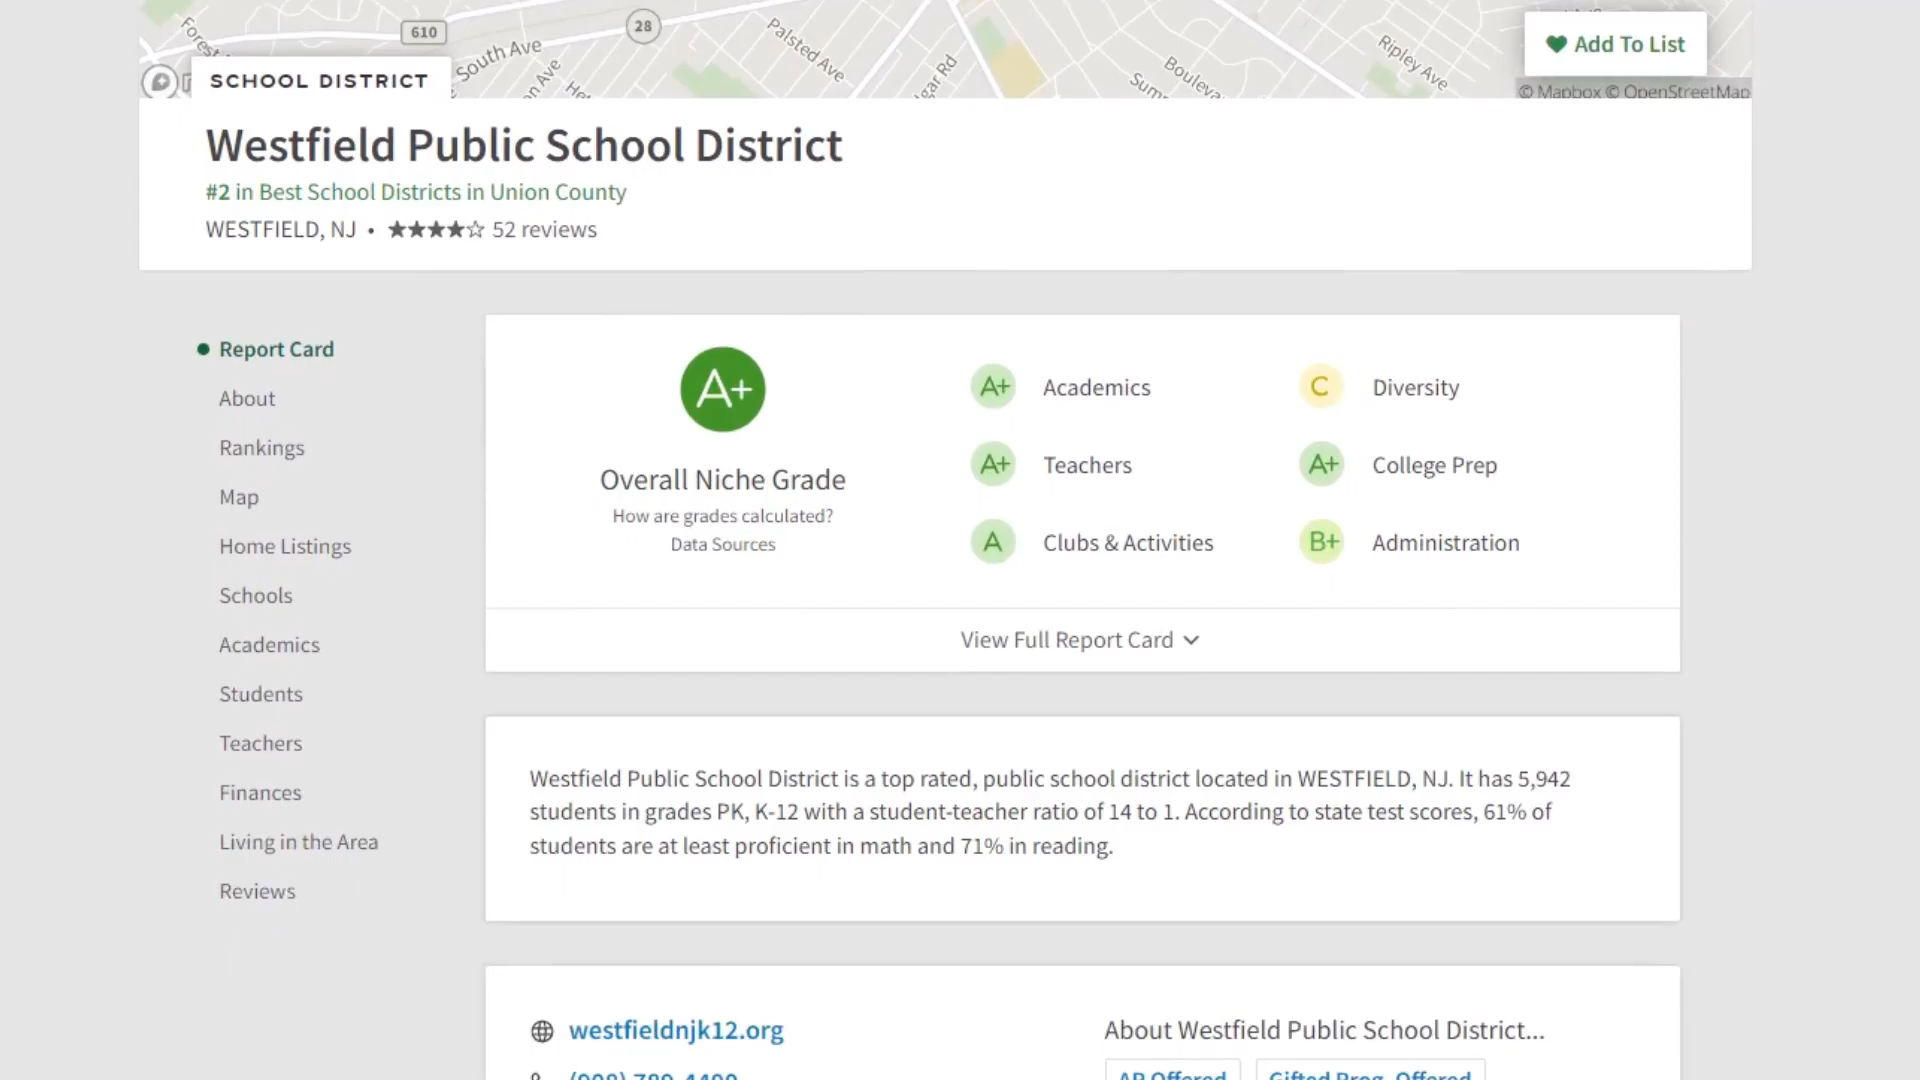 610
28
South Ave
Palsted Ave
Ripley Ave
Add To List
© Mapbox © OpenStreetMap
SCHOOL DISTRICT
Westfield Public School District
#2 in Best School Districts in Union County
WESTFIELD, NJ • ★★★★☆ 52 reviews
Report Card
About
Rankings
Map
Home Listings
Schools
Academics
Students
Teachers
Finances
Living in the Area
Reviews
A+
Overall Niche Grade
How are grades calculated?
Data Sources
A+ Academics
C Diversity
A+ Teachers
A+ College Prep
A Clubs & Activities
B+ Administration
View Full Report Card
Westfield Public School District is a top rated, public school district located in WESTFIELD, NJ. It has 5,942
students in grades PK, K-12 with a student-teacher ratio of 14 to 1. According to state test scores, 61% of
students are at least proficient in math and 71% in reading.
westfieldnjk12.org
About Westfield Public School District...
AP Offered
Gifted Prog. Offered